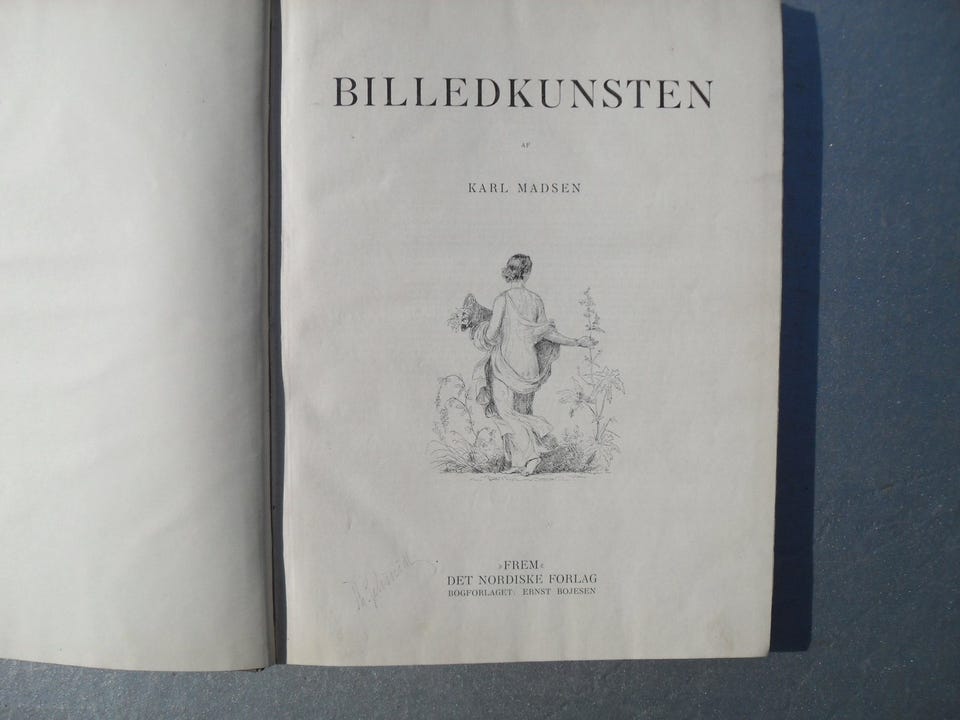 BILLEDKUNSTEN
AF
KARL MADSEN
»FREM«
DET NORDISKE FORLAG
BOGFORLAGET: ERNST BOJESEN